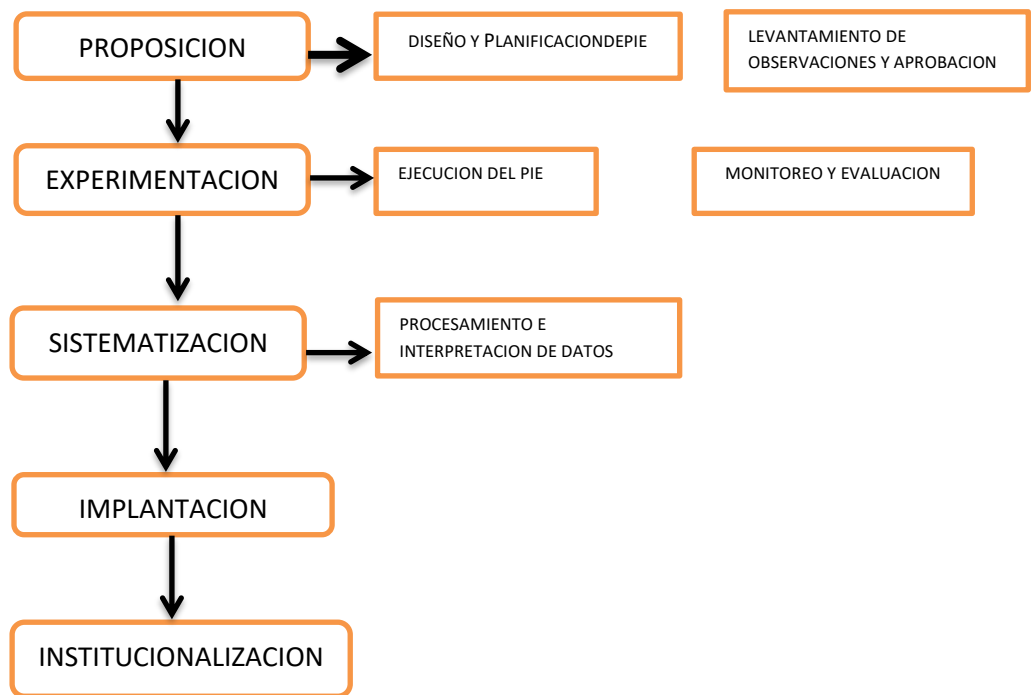 PROPOSICION
DISEÑO Y PLANIFICACIONDEPIE
LEVANTAMIENTO DE
OBSERVACIONES Y APROBACION
EXPERIMENTACION
EJECUCION DEL PIE
MONITOREO Y EVALUACION
SISTEMATIZACION
PROCESAMIENTO E
INTERPRETACION DE DATOS
IMPLANTACION
INSTITUCIONALIZACION